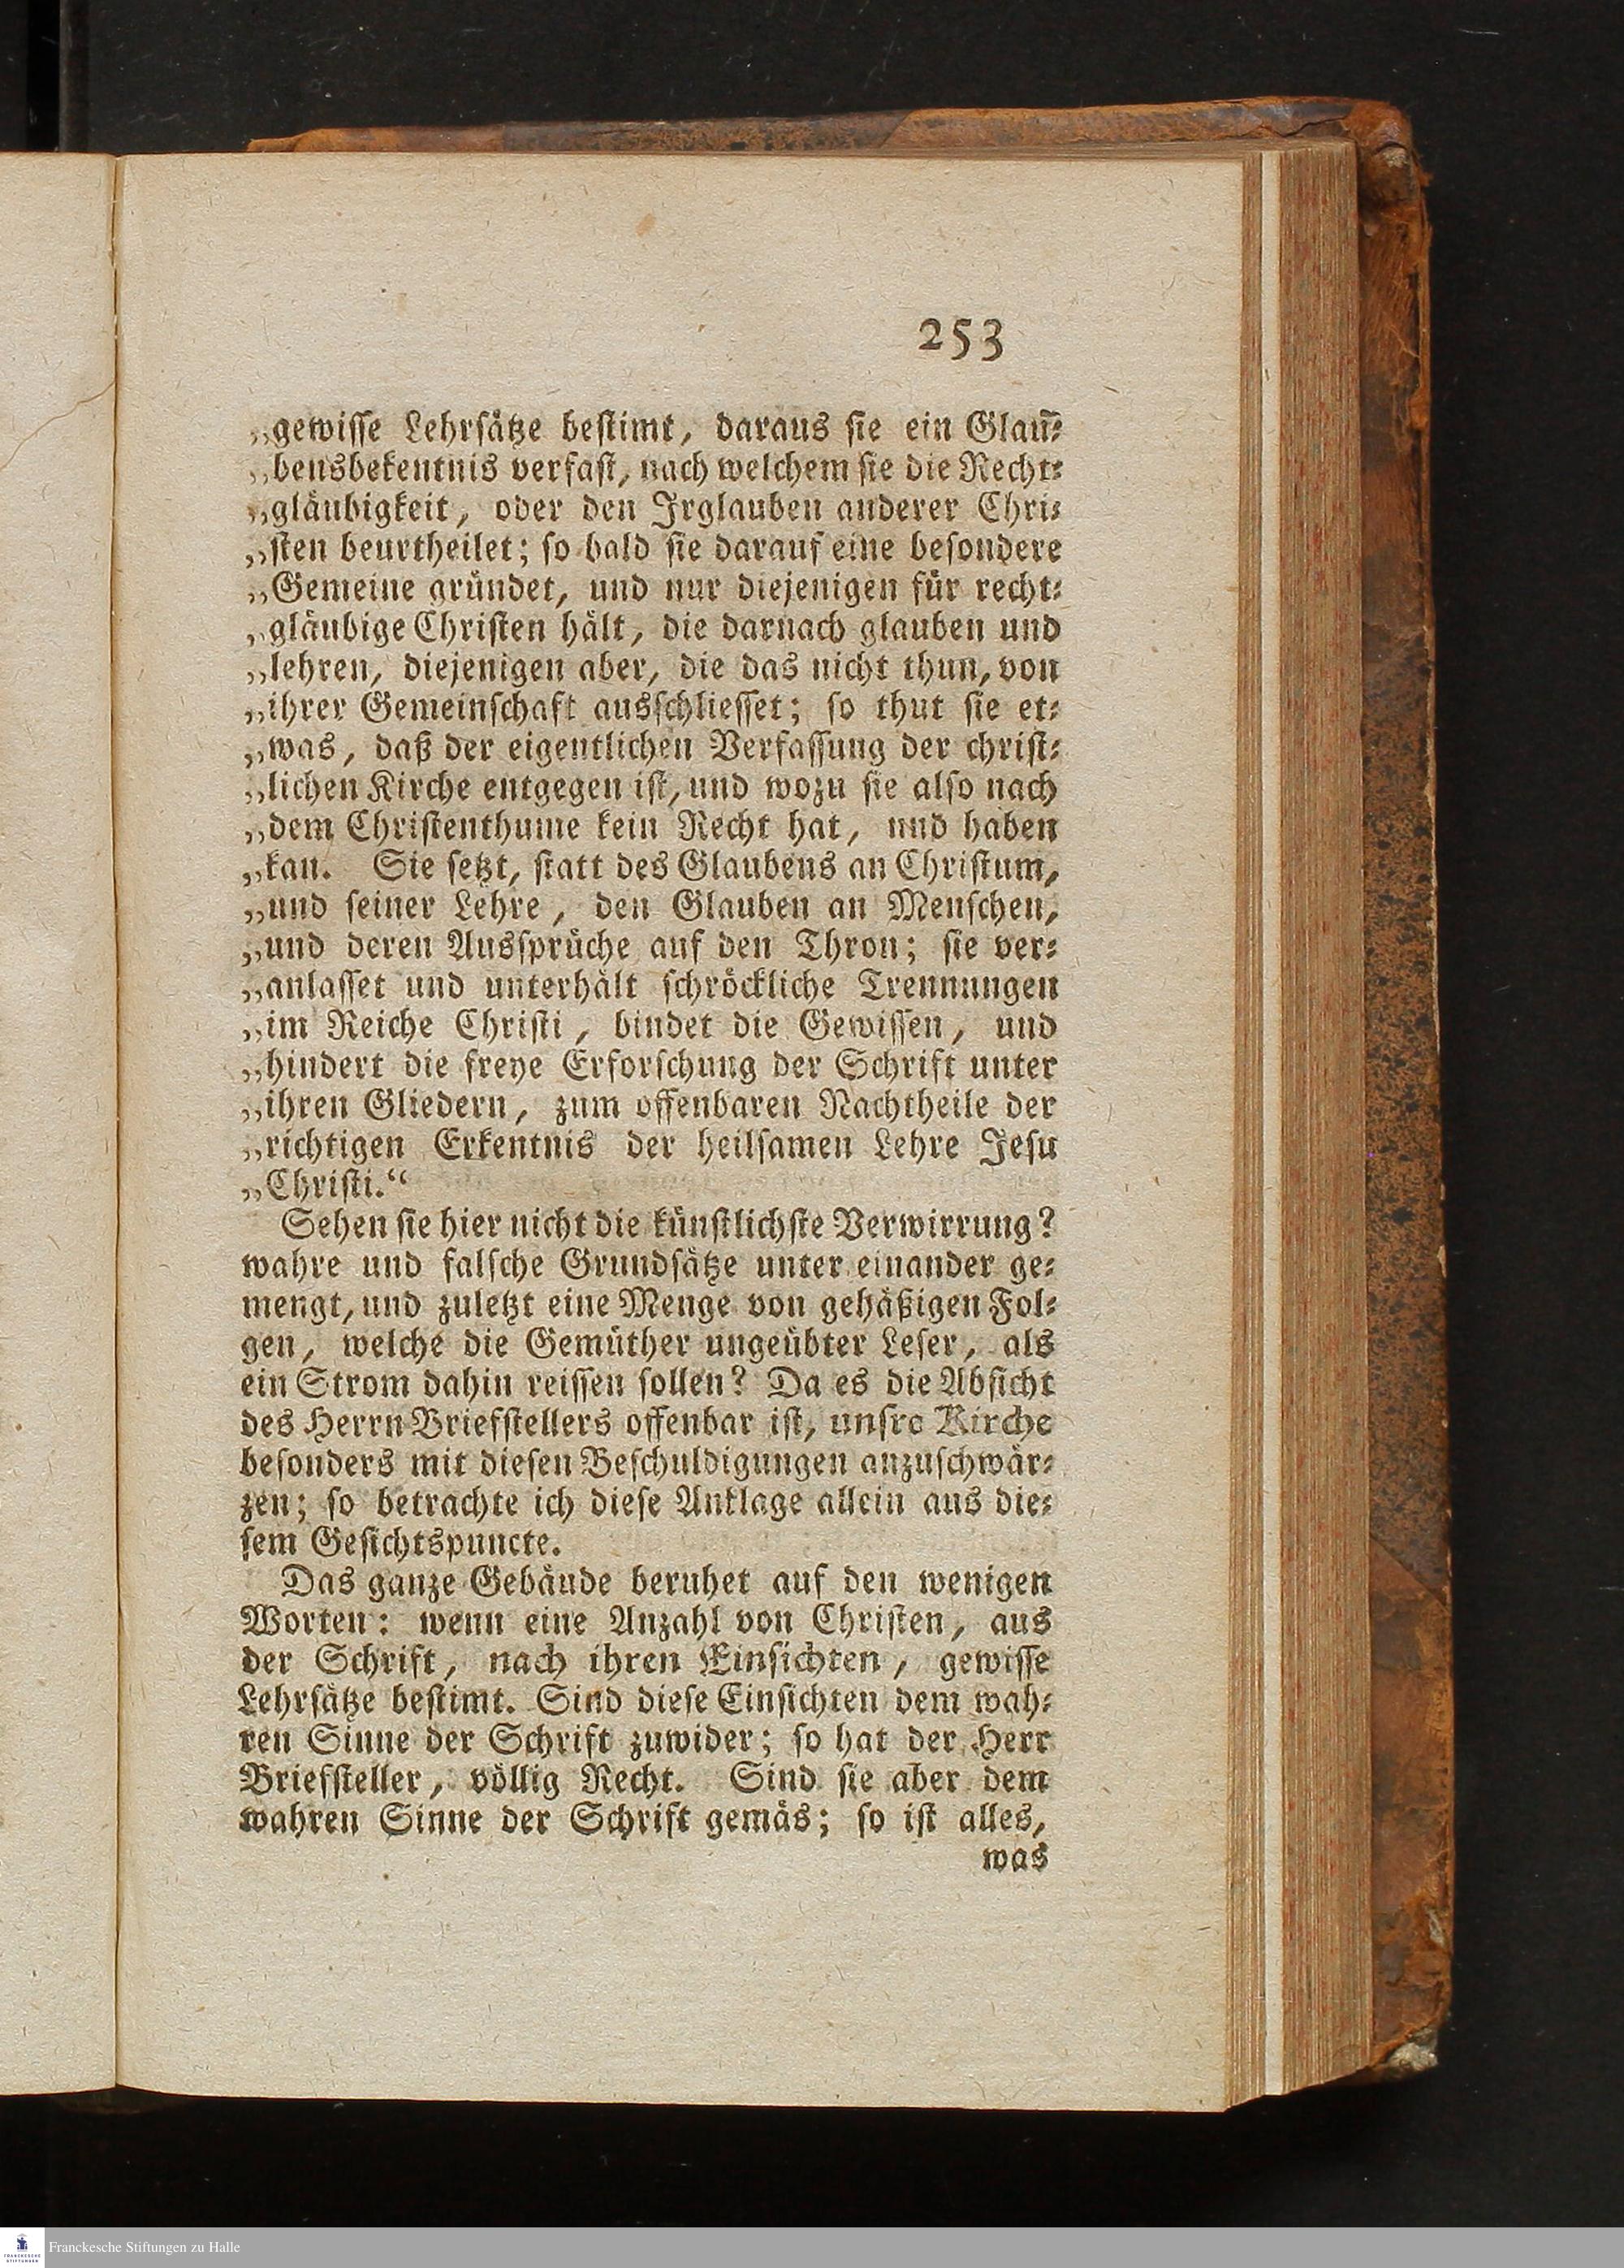 253
„gewisse Lehrsätze bestimt, daraus sie ein Glau̅-
„bensbekentnis verfast, nach welchem sie die Recht-
„gläubigkeit, oder den Irglauben anderer Chri-
„sten beurtheilet; so bald sie darauf eine besondere
„Gemeine gründet, und nur diejenigen für recht-
„gläubige Christen hält, die darnach glauben und
„lehren, diejenigen aber, die das nicht thun, von
„ihrer Gemeinschaft ausschliesset; so thut sie et-
„was, daß der eigentlichen Verfassung der christ-
„lichen Kirche entgegen ist, und wozu sie also nach
„dem Christenthume kein Recht hat, und haben
„kan. Sie setzt, statt des Glaubens an Christum,
„und seiner Lehre, den Glauben an Menschen,
„und deren Aussprüche auf den Thron; sie ver-
„anlasset und unterhält schröckliche Trennungen
„im Reiche Christi, bindet die Gewissen, und
„hindert die freye Erforschung der Schrift unter
„ihren Gliedern, zum offenbaren Nachtheile der
„richtigen Erkentnis der heilsamen Lehre Jesu
„Christi.“
Sehen sie hier nicht die künstlichste Verwirrung?
wahre und falsche Grundsätze unter einander ge-
mengt, und zuletzt eine Menge von gehäßigen Fol-
gen, welche die Gemüther ungeübter Leser, als
ein Strom dahin reissen sollen? Da es die Absicht
des Herrn Briefstellers offenbar ist, unsre Kirche
besonders mit diesen Beschuldigungen anzuschwär-
zen; so betrachte ich diese Anklage allein aus die-
sem Gesichtspuncte.
Das ganze Gebäude beruhet auf den wenigen
Worten: wenn eine Anzahl von Christen, aus
der Schrift, nach ihren Einsichten, gewisse
Lehrsätze bestimt. Sind diese Einsichten dem wah-
ren Sinne der Schrift zuwider; so hat der Herr
Briefsteller, völlig Recht. Sind sie aber dem
wahren Sinne der Schrift gemäs; so ist alles,
was
FRANCKESCHE STIFTUNGEN
Franckesche Stiftungen zu Halle